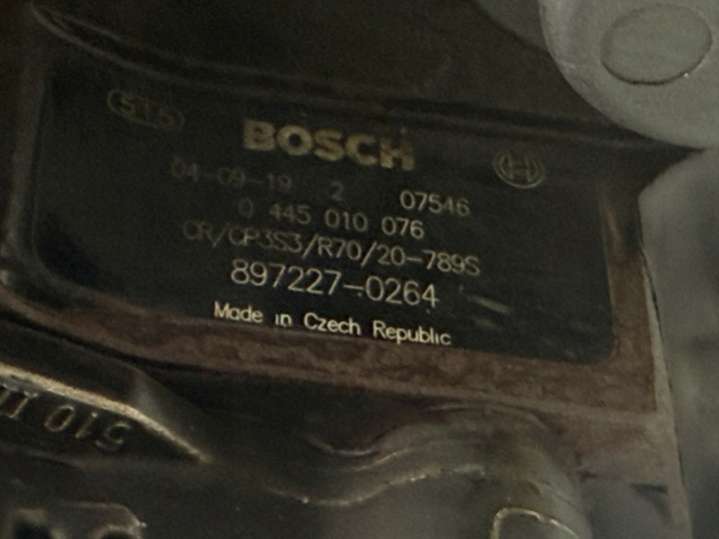 BOSCH
04-09-19 2 07546
0 445 010 076
CR/CP3S3/R70/20-789S
897227-0264
Made in Czech Republic
510